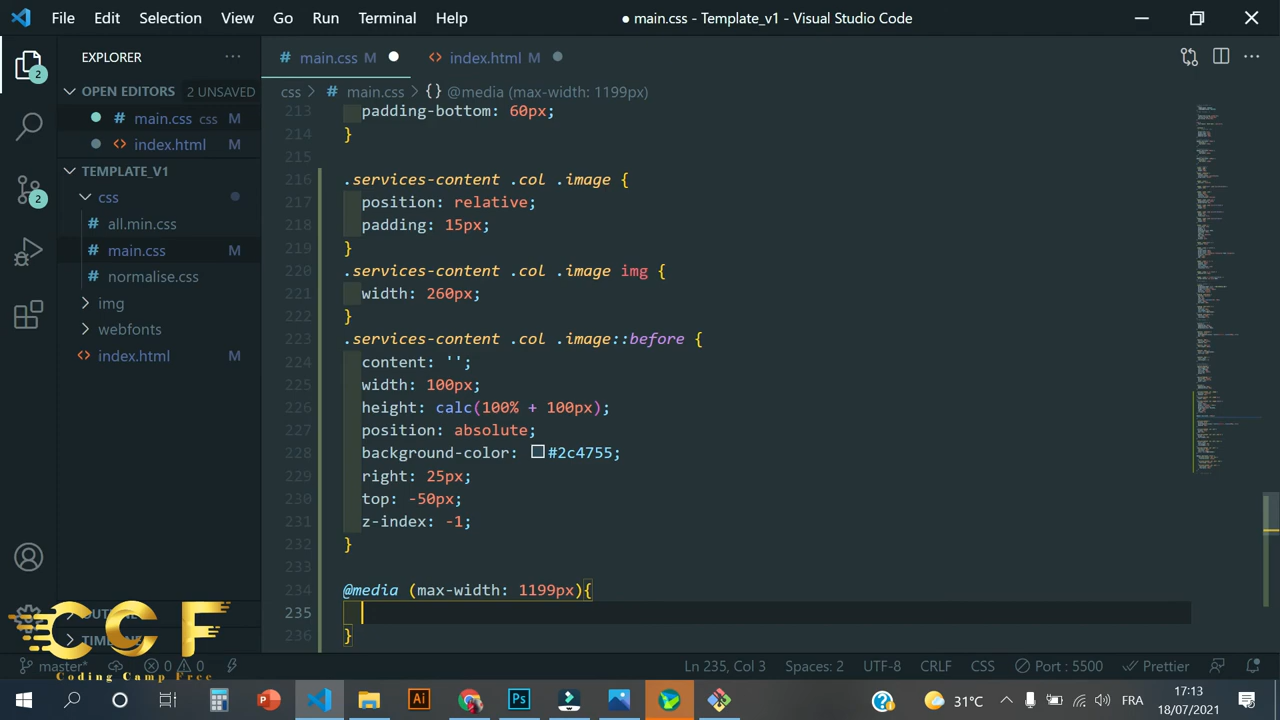 File Edit Selection View Go Run Terminal Help
● main.css - Template_v1 - Visual Studio Code
EXPLORER ···
# main.css M ●
<> index.html M ●
OPEN EDITORS 2 UNSAVED
css > # main.css > {} @media (max-width: 1199px)
● # main.css css M
● <> index.html M
TEMPLATE_V1
css
# all.min.css
# main.css M
# normalise.css
img
webfonts
<> index.html M
2
2
213 padding-bottom: 60px;
214 }
215
216 .services-content .col .image {
217 position: relative;
218 padding: 15px;
219 }
220 .services-content .col .image img {
221 width: 260px;
222 }
223 .services-content .col .image::before {
224 content: '';
225 width: 100px;
226 height: calc(100% + 100px);
227 position: absolute;
228 background-color: #2c4755;
229 right: 25px;
230 top: -50px;
231 z-index: -1;
232 }
233
234 @media (max-width: 1199px){
235
236 }
CCF
Coding Camp Free
master* 0 0 Ln 235, Col 3 Spaces: 2 UTF-8 CRLF CSS Port : 5500 Prettier
Ai Ps 31°C FRA 17:13
18/07/2021